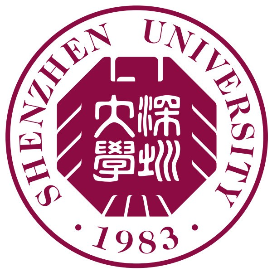 SHENZHEN UNIVERSITY
深圳
大學
· 1983 ·